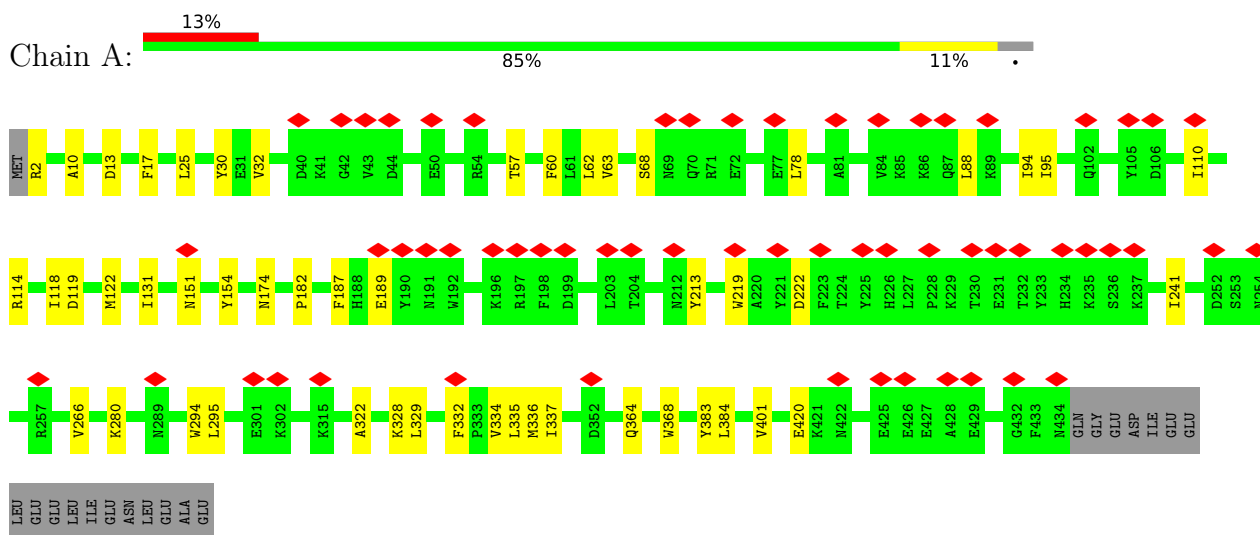 13%
Chain A:
85% 11% •
MET R2 A10 D13 F17 L25 Y30 E31 V32 D40 K41 G42 V43 D44 E50 R54 T57 F60 L61 L62 V63 S68 N69 Q70 R71 E72 E77 L78 A81 V84 K85 K86 Q87 L88 K89 I94 I95 Q102 Y105 D106 I110
R114 I118 D119 M122 I131 N151 Y154 N174 P182 F187 H188 E189 Y190 N191 W192 K196 R197 F198 D199 L203 T204 N212 Y213 W219 A220 Y221 D222 F223 T224 Y225 H226 L227 P228 K229 T230 E231 T232 Y233 H234 K235 S236 K237 I241 D252 S253 N254
R257 V266 K280 N289 W294 L295 E301 K302 K315 A322 K328 L329 F332 P333 V334 L335 M336 I337 D352 Q364 W368 Y383 L384 V401 E420 K421 N422 E425 E426 E427 A428 E429 G432 F433 N434 GLN GLY GLU ASP ILE GLU GLU
LEU GLU GLU LEU ILE GLU ASN LEU GLU ALA GLU